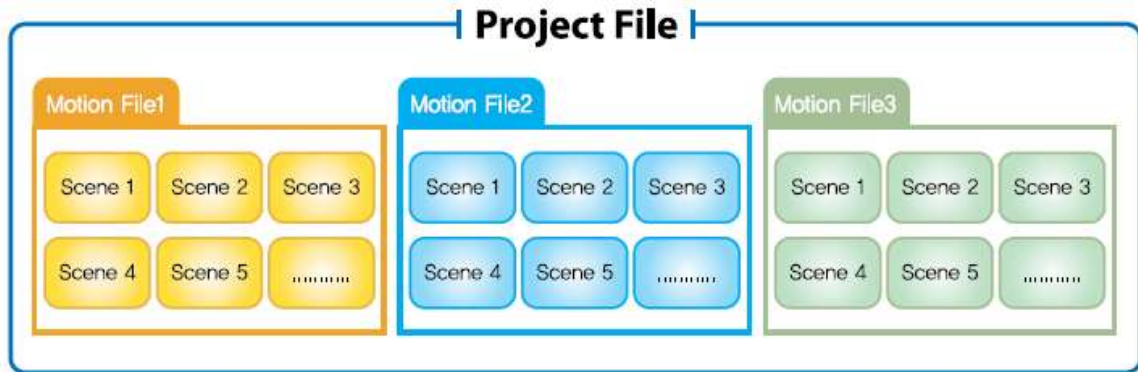 Project File
Motion File1
Scene 1 Scene 2 Scene 3
Scene 4 Scene 5 ...........
Motion File2
Scene 1 Scene 2 Scene 3
Scene 4 Scene 5 ...........
Motion File3
Scene 1 Scene 2 Scene 3
Scene 4 Scene 5 ...........